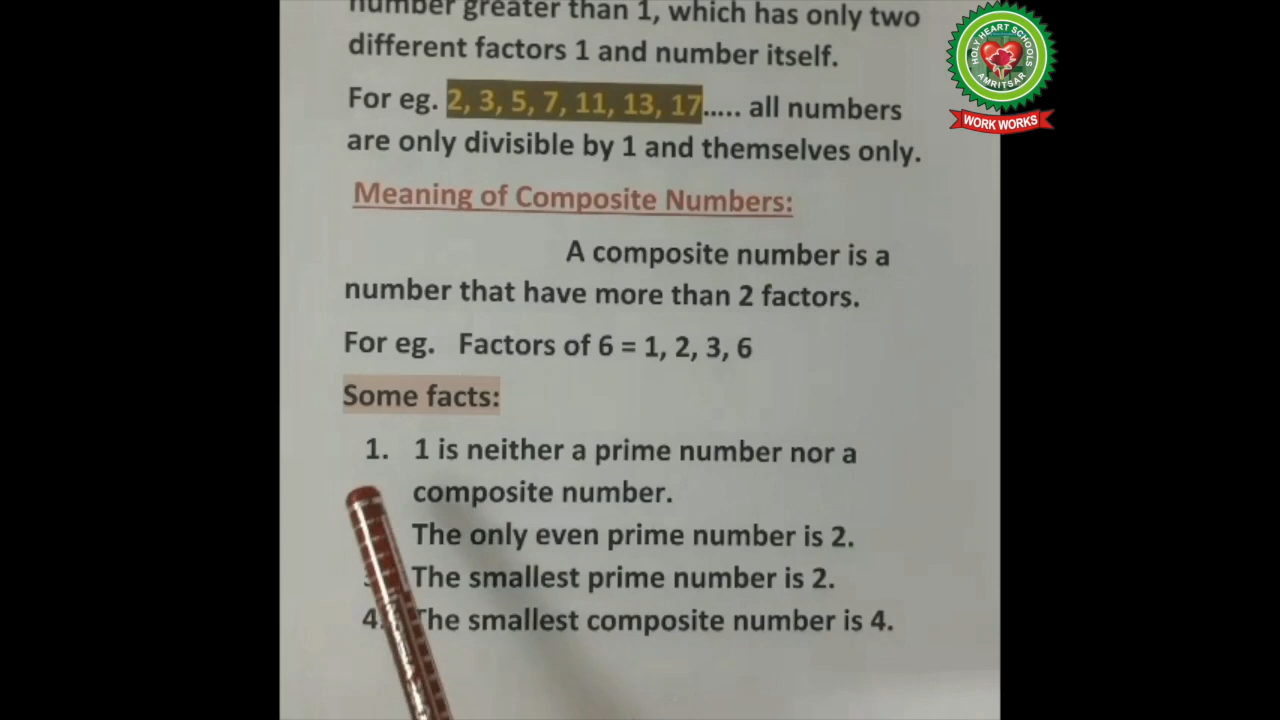 number greater than 1, which has only two
different factors 1 and number itself.
For eg. 2, 3, 5, 7, 11, 13, 17..... all numbers
are only divisible by 1 and themselves only.
Meaning of Composite Numbers:
A composite number is a
number that have more than 2 factors.
For eg. Factors of 6 = 1, 2, 3, 6
Some facts:
1. 1 is neither a prime number nor a
composite number.
The only even prime number is 2.
The smallest prime number is 2.
4. The smallest composite number is 4.
HOLY HEART SCHOOLS
AMRITSAR
WORK WORKS